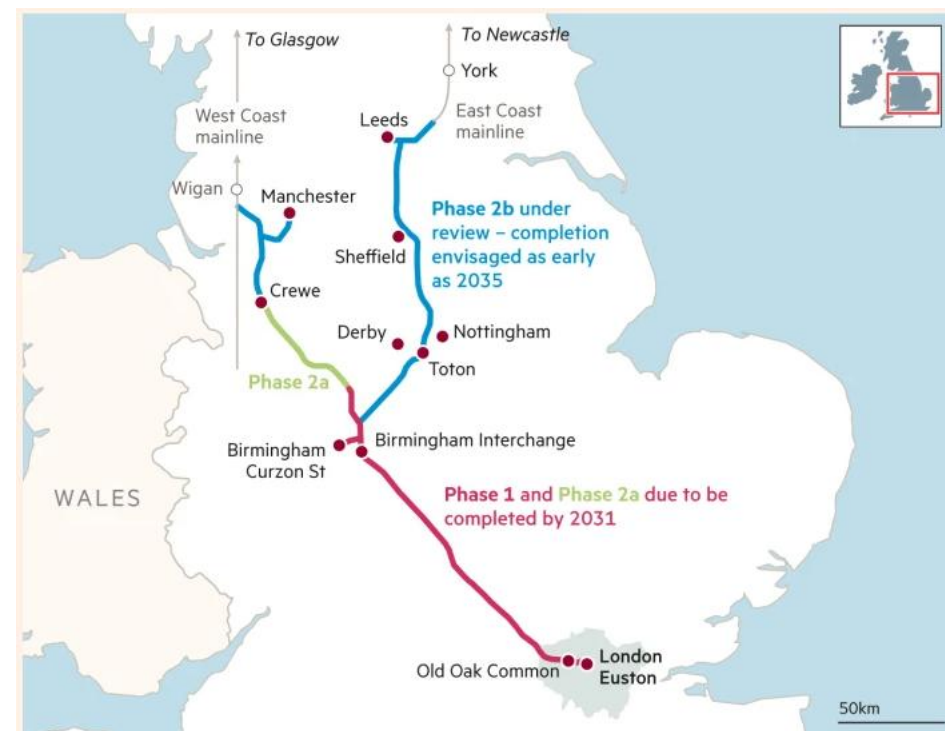 To Glasgow
To Newcastle
York
West Coast
mainline
East Coast
mainline
Leeds
Wigan
Manchester
Phase 2b under
review – completion
envisaged as early
as 2035
Sheffield
Crewe
Derby
Nottingham
Toton
Phase 2a
Birmingham
Curzon St
Birmingham Interchange
WALES
Phase 1 and Phase 2a due to be
completed by 2031
Old Oak Common
London
Euston
50km